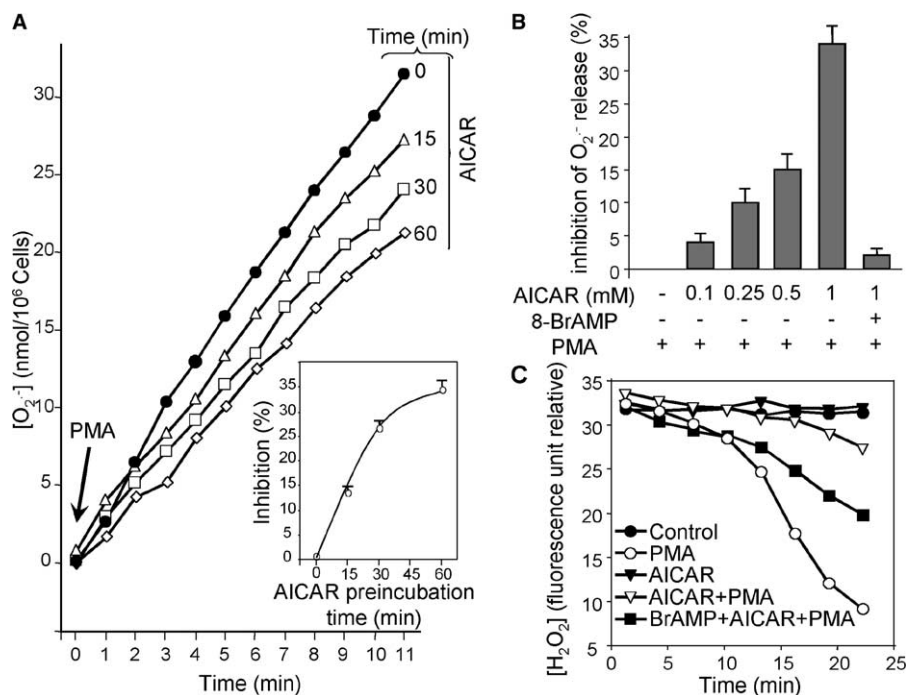 A
Time (min)
0
15
30
60
AICAR
[O2·-] (nmol/10^6 Cells)
30
25
20
15
10
5
0
PMA
0 1 2 3 4 5 6 7 8 9 10 11
Time (min)
Inhibition (%)
35
30
25
20
15
10
5
0
0 15 30 45 60
AICAR preincubation
time (min)
B
inhibition of O2·- release (%)
35
30
25
20
15
10
5
0
AICAR (mM) - 0.1 0.25 0.5 1 1
8-BrAMP - - - - - +
PMA + + + + + +
C
[H2O2] (fluorescence unit relative)
35
30
25
20
15
10
5
0 5 10 15 20 25
Time (min)
Control
PMA
AICAR
AICAR+PMA
BrAMP+AICAR+PMA